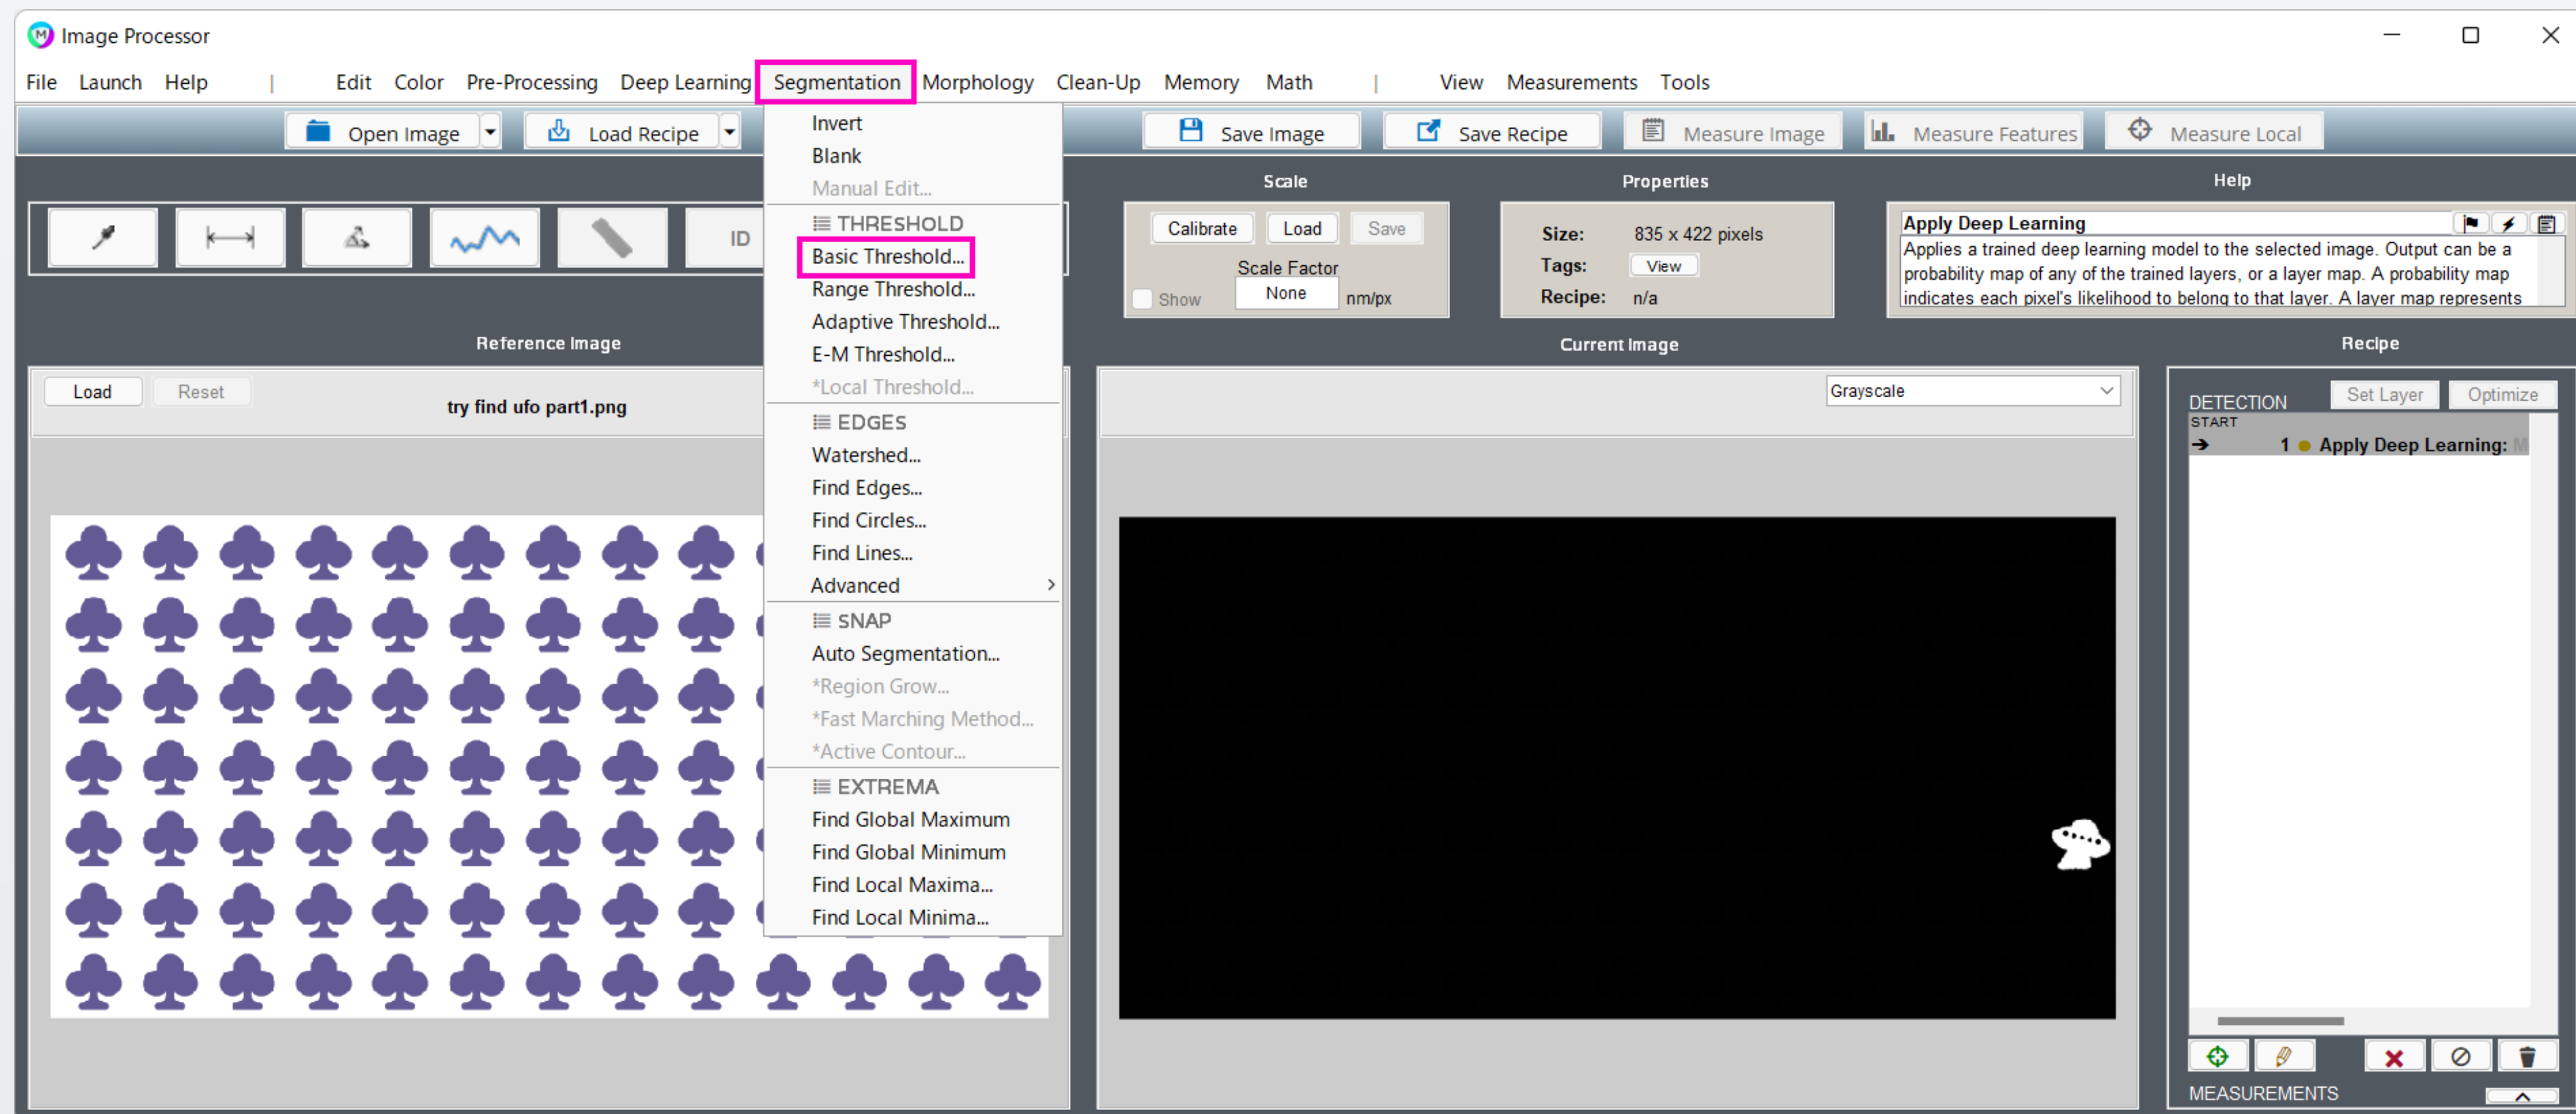 Image Processor
File Launch Help | Edit Color Pre-Processing Deep Learning Segmentation Morphology Clean-Up Memory Math | View Measurements Tools
Open Image Load Recipe Save Image Save Recipe Measure Image Measure Features Measure Local
Invert
Blank
Manual Edit...
THRESHOLD
Basic Threshold...
Range Threshold...
Adaptive Threshold...
E-M Threshold...
*Local Threshold...
EDGES
Watershed...
Find Edges...
Find Circles...
Find Lines...
Advanced
SNAP
Auto Segmentation...
*Region Grow...
*Fast Marching Method...
*Active Contour...
EXTREMA
Find Global Maximum
Find Global Minimum
Find Local Maxima...
Find Local Minima...
ID
Scale
Calibrate Load Save
Scale Factor
Show None nm/px
Properties
Size: 835 x 422 pixels
Tags: View
Recipe: n/a
Help
Apply Deep Learning
Applies a trained deep learning model to the selected image. Output can be a
probability map of any of the trained layers, or a layer map. A probability map
indicates each pixel's likelihood to belong to that layer. A layer map represents
Reference Image
Load Reset
try find ufo part1.png
Current Image
Grayscale
Recipe
DETECTION Set Layer Optimize
START
1 Apply Deep Learning: M
MEASUREMENTS